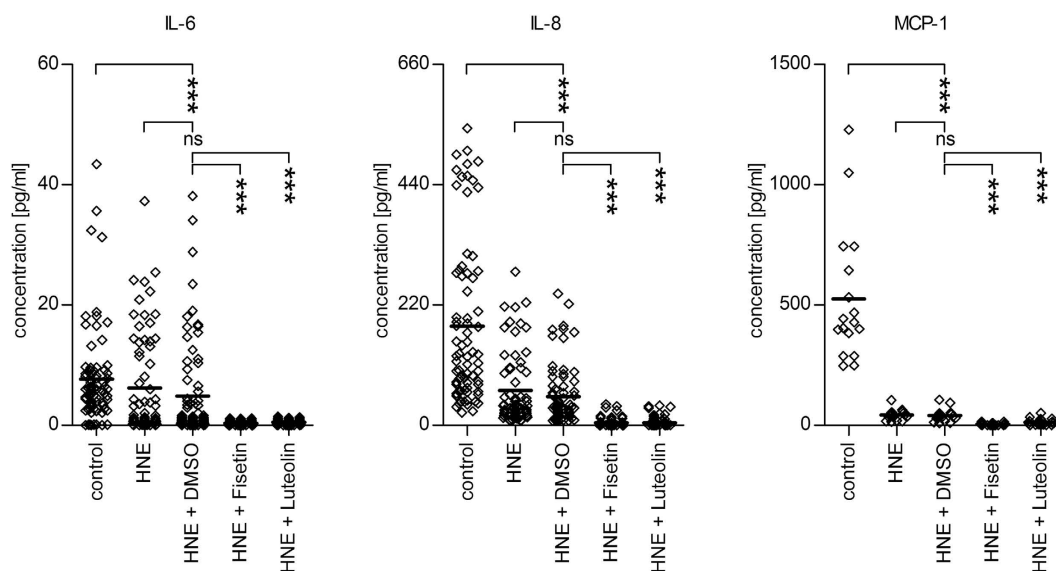 IL-6
60
40
20
0
concentration [pg/ml]
***
ns
***
***
control
HNE
HNE + DMSO
HNE + Fisetin
HNE + Luteolin
IL-8
660
440
220
0
concentration [pg/ml]
***
ns
***
***
control
HNE
HNE + DMSO
HNE + Fisetin
HNE + Luteolin
MCP-1
1500
1000
500
0
concentration [pg/ml]
***
ns
***
***
control
HNE
HNE + DMSO
HNE + Fisetin
HNE + Luteolin